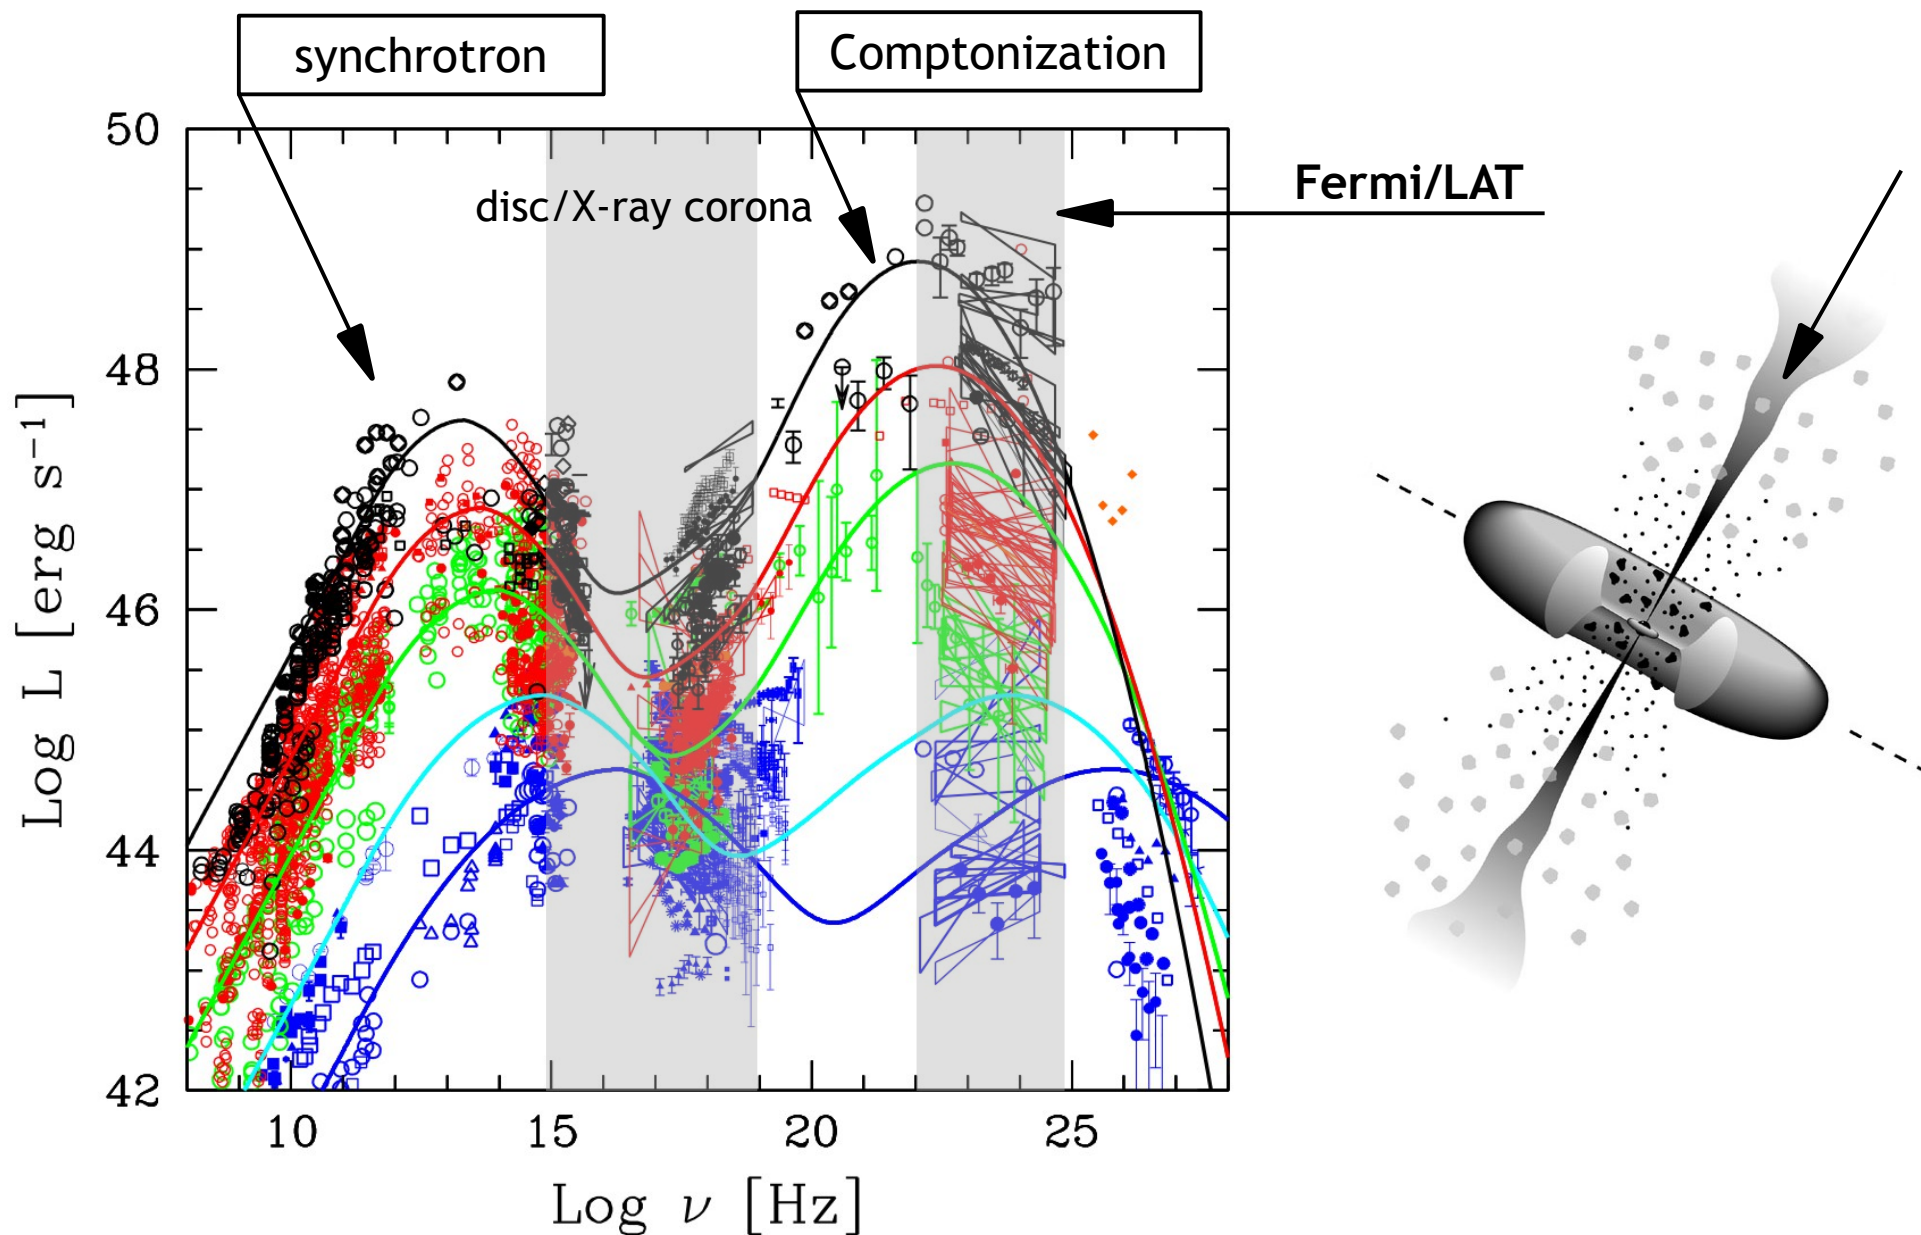 synchrotron
Comptonization
disc/X-ray corona
Fermi/LAT
50
48
46
44
42
Log L [erg s⁻¹]
10 15 20 25
Log ν [Hz]